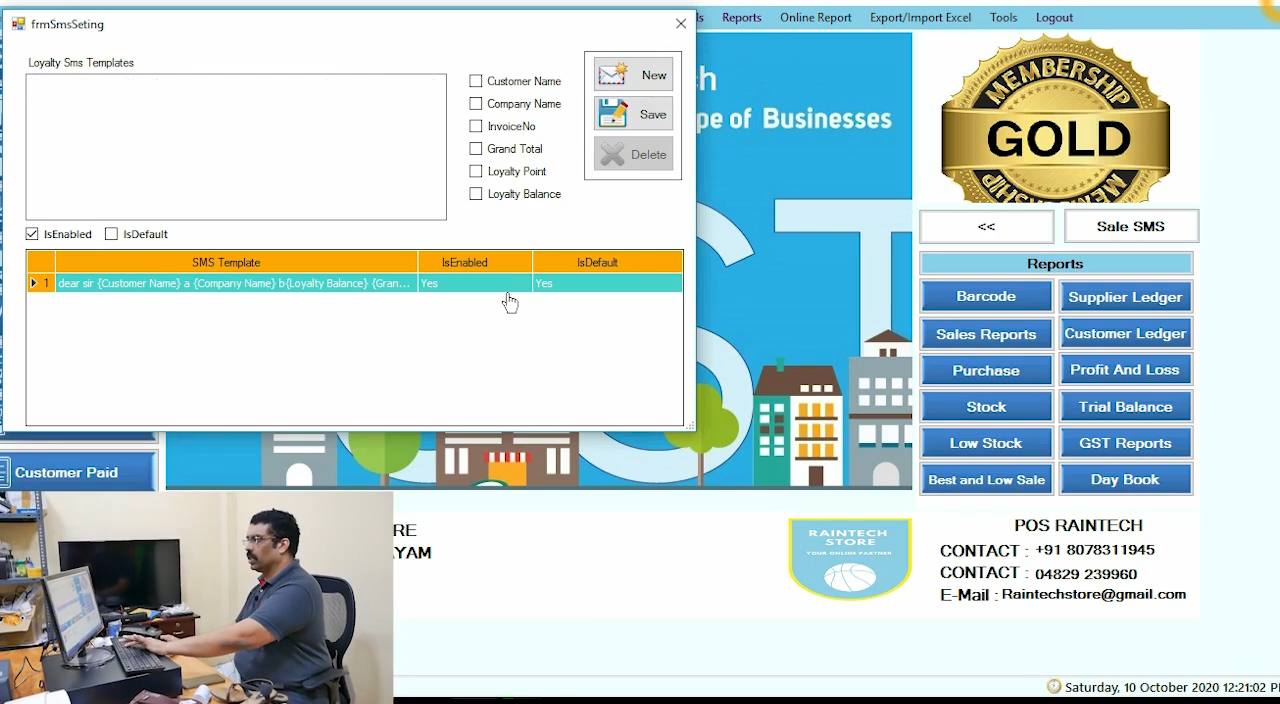 frmSmsSeting
Reports Online Report Export/Import Excel Tools Logout
Loyalty Sms Templates
Customer Name
Company Name
InvoiceNo
Grand Total
Loyalty Point
Loyalty Balance
New
Save
Delete
IsEnabled IsDefault
SMS Template IsEnabled IsDefault
1 dear sir {Customer Name} a {Company Name} b{Loyalty Balance} {Gran... Yes Yes
pe of Businesses
MEMBERSHIP
GOLD
MEMBERSHIP
<< Sale SMS
Reports
Barcode Supplier Ledger
Sales Reports Customer Ledger
Purchase Profit And Loss
Stock Trial Balance
Low Stock GST Reports
Best and Low Sale Day Book
Customer Paid
RE
YAM
RAINTECH
STORE
YOUR ONLINE PARTNER
POS RAINTECH
CONTACT : +91 8078311945
CONTACT : 04829 239960
E-Mail : Raintechstore@gmail.com
Saturday, 10 October 2020 12:21:02 P